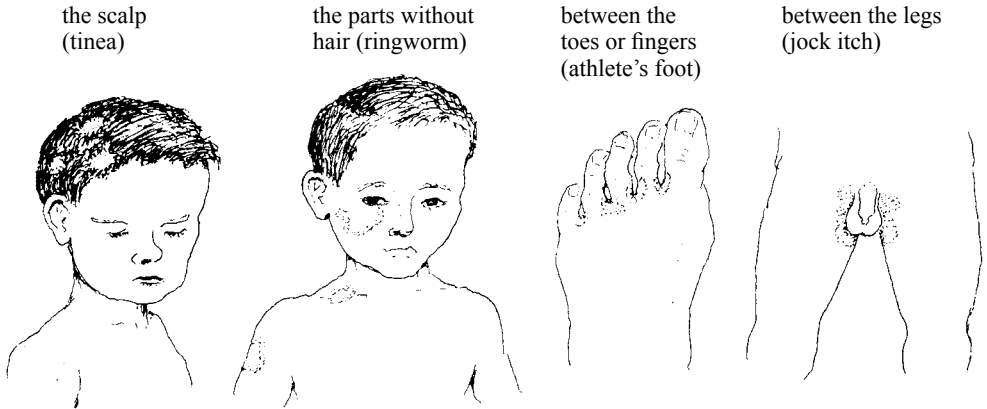 the scalp
(tinea)
the parts without
hair (ringworm)
between the
toes or fingers
(athlete’s foot)
between the legs
(jock itch)